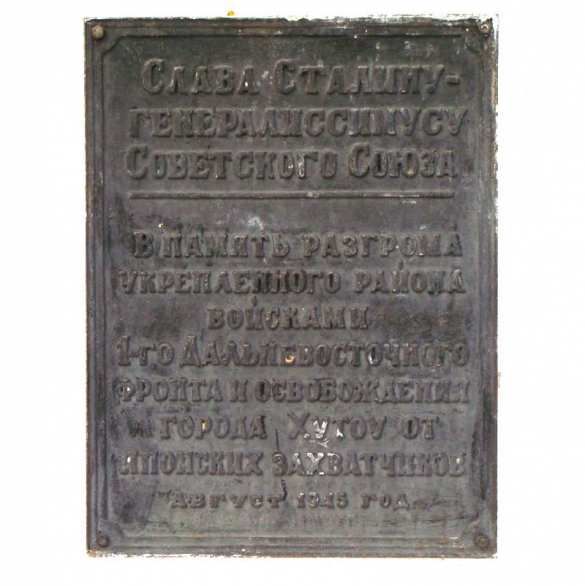 Слава Сталину-
генералиссимусу
Советского Союза
В память разгрома
укрепленного района
войсками
1-го Дальневосточного
фронта и освобождения
города Хутоу от
японских захватчиков
Август 1945 год